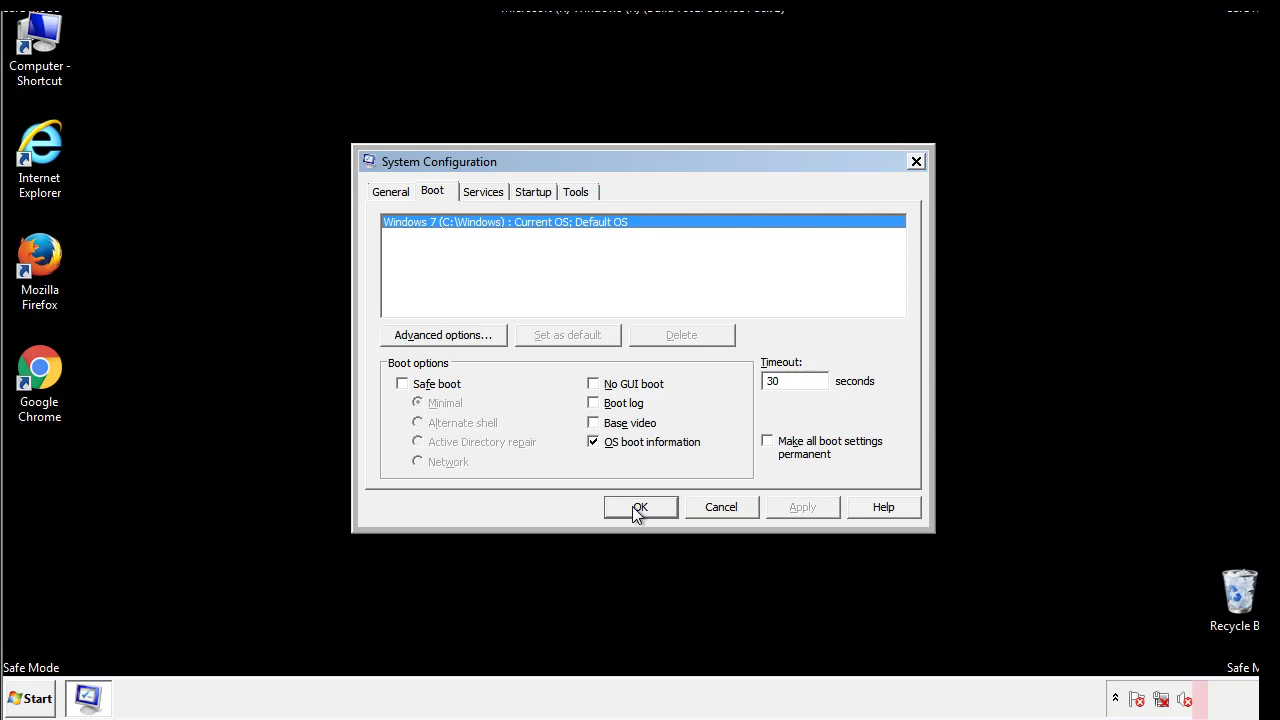 Computer -
Shortcut
Internet
Explorer
Mozilla
Firefox
Google
Chrome
System Configuration
General
Boot
Services
Startup
Tools
Windows 7 (C:\Windows) : Current OS; Default OS
Advanced options...
Set as default
Delete
Boot options
Timeout:
Safe boot
No GUI boot
30
seconds
Minimal
Boot log
Alternate shell
Base video
Active Directory repair
OS boot information
Make all boot settings
permanent
Network
OK
Cancel
Apply
Help
Recycle B
Safe Mode
Safe M
Start